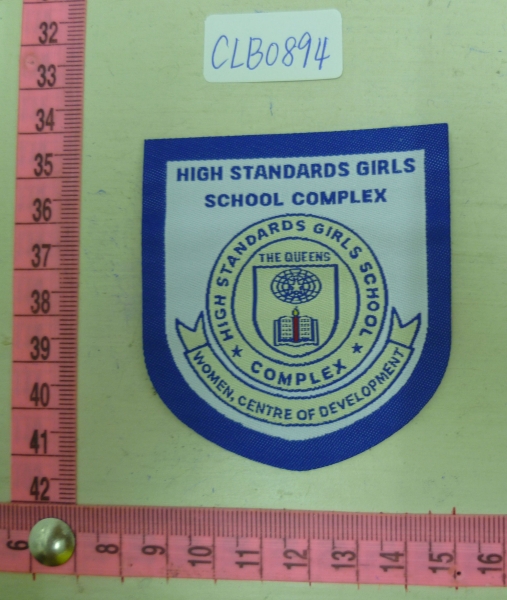 CLB0894
HIGH STANDARDS GIRLS
SCHOOL COMPLEX
HIGH STANDARDS GIRLS SCHOOL
THE QUEENS
★ COMPLEX ★
WOMEN, CENTRE OF DEVELOPMENT
32
33
34
35
36
37
38
39
40
41
42
6 8 9 10 11 12 13 14 15 16